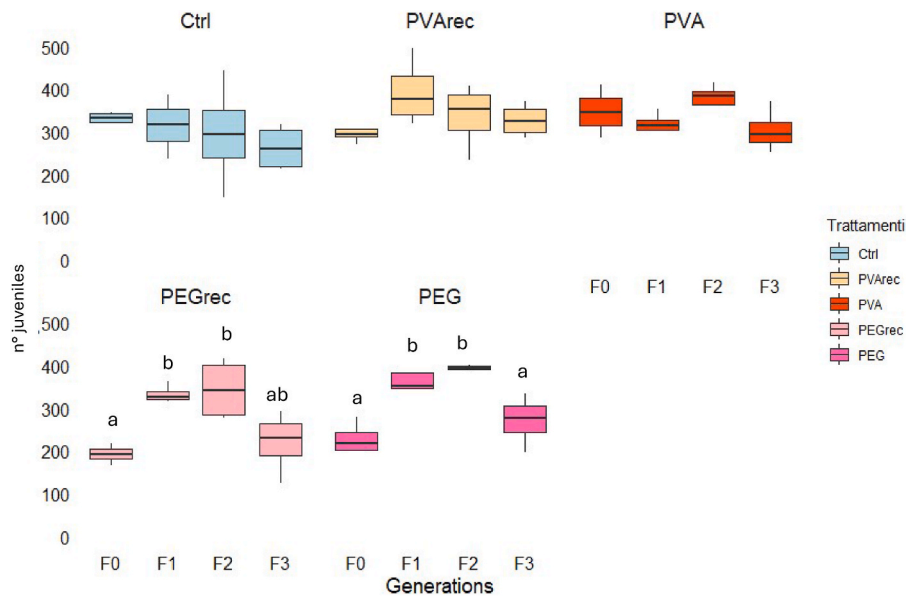 Ctrl
PVArec
PVA
500
400
300
200
100
0
F0
F1
F2
F3
n° juveniles
PEGrec
PEG
500
400
300
200
100
0
a
b
b
ab
a
b
b
a
F0
F1
F2
F3
F0
F1
F2
F3
Generations
Trattamenti
Ctrl
PVArec
PVA
PEGrec
PEG